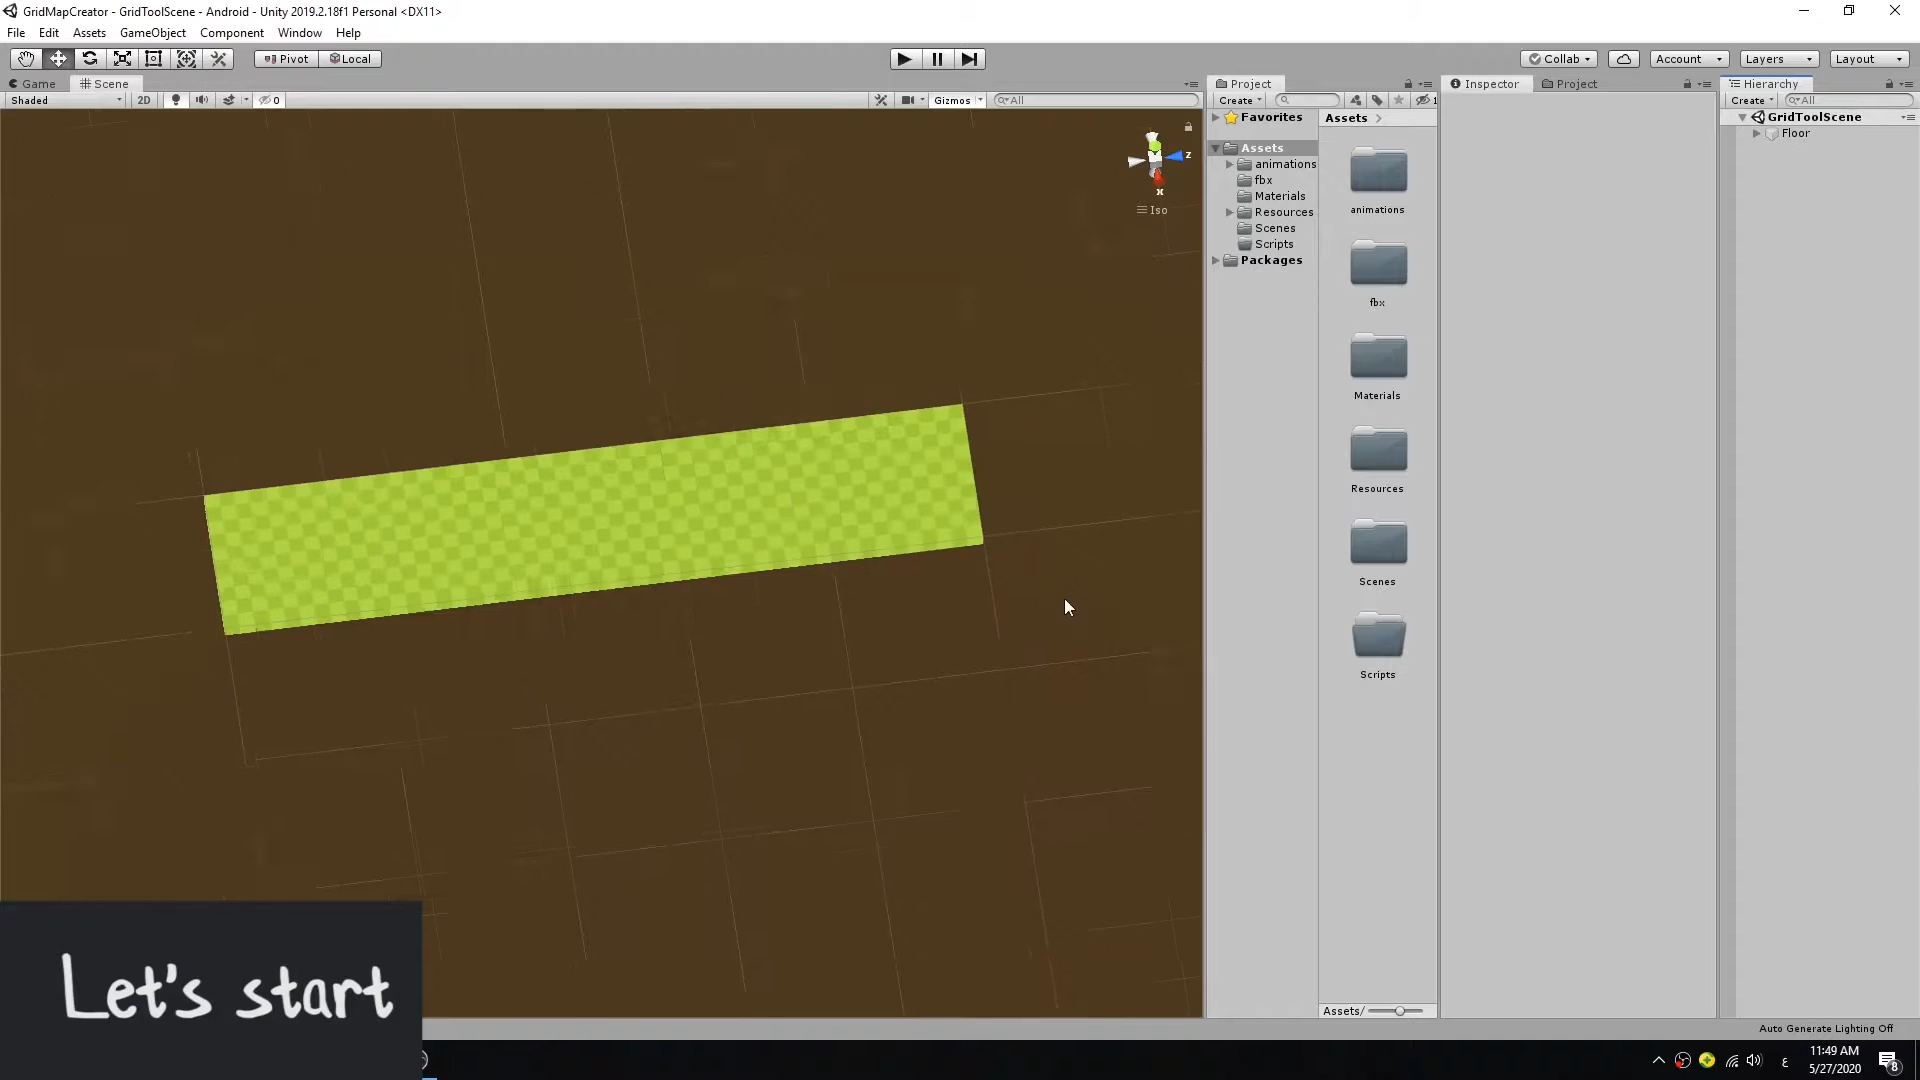 GridMapCreator - GridToolScene - Android - Unity 2019.2.18f1 Personal <DX11>
File Edit Assets GameObject Component Window Help
Pivot Local Collab Account Layers Layout
Game Scene Project Inspector Project Hierarchy
Shaded 2D 0 Gizmos All Create 1 Create All
Favorites
Assets
animations
fbx
Materials
Resources
Scenes
Scripts
Packages
Assets
animations
fbx
Materials
Resources
Scenes
Scripts
Assets/
GridToolScene
Floor
z
x
Iso
Let's start
Auto Generate Lighting Off
ع
11:49 AM
5/27/2020
8